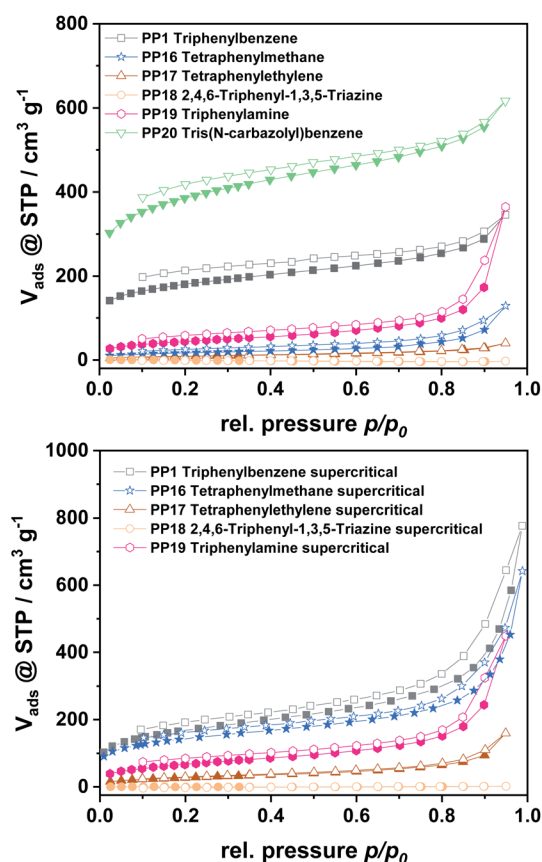 800
PP1 Triphenylbenzene
PP16 Tetraphenylmethane
PP17 Tetraphenylethylene
PP18 2,4,6-Triphenyl-1,3,5-Triazine
PP19 Triphenylamine
PP20 Tris(N-carbazolyl)benzene
600
400
200
0
V_ads @ STP / cm³ g⁻¹
0.0 0.2 0.4 0.6 0.8 1.0
rel. pressure p/p₀
1000
PP1 Triphenylbenzene supercritical
PP16 Tetraphenylmethane supercritical
PP17 Tetraphenylethylene supercritical
PP18 2,4,6-Triphenyl-1,3,5-Triazine supercritical
PP19 Triphenylamine supercritical
800
600
400
200
0
V_ads @ STP / cm³ g⁻¹
0.0 0.2 0.4 0.6 0.8 1.0
rel. pressure p/p₀